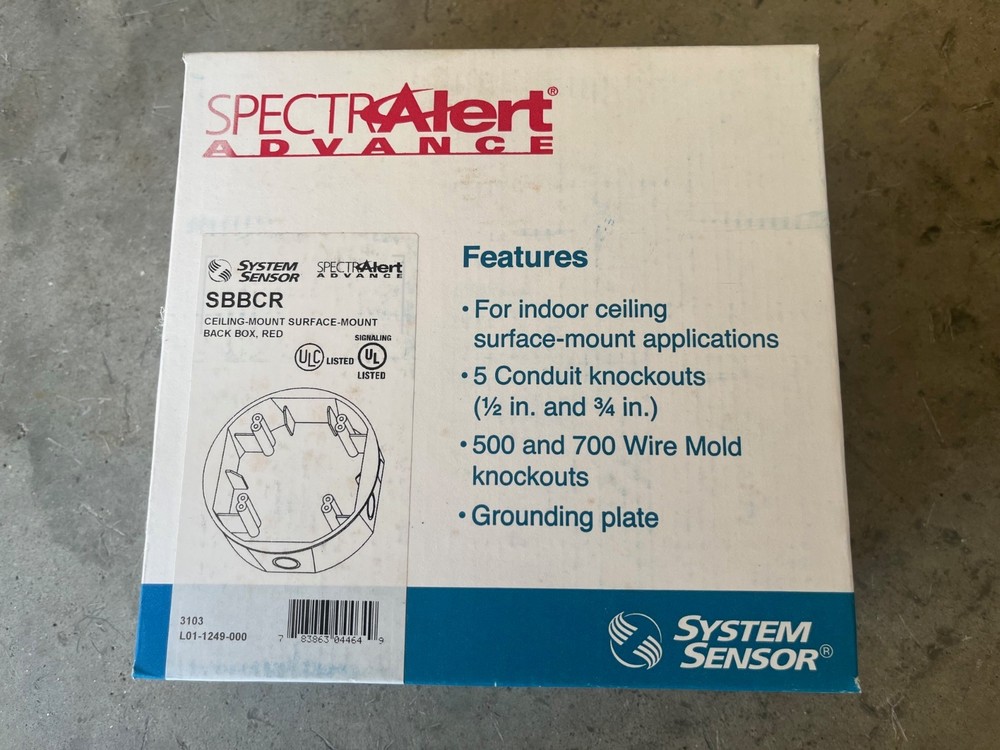 SPECTRAlert®
ADVANCE
SYSTEM
SENSOR
SPECTRAlert
ADVANCE
SBBCR
CEILING-MOUNT SURFACE-MOUNT
BACK BOX, RED
ULC LISTED
SIGNALING
UL
LISTED
3103
L01-1249-000
7 83863 04464 9
Features
• For indoor ceiling
surface-mount applications
• 5 Conduit knockouts
(½ in. and ¾ in.)
• 500 and 700 Wire Mold
knockouts
• Grounding plate
SYSTEM
SENSOR®